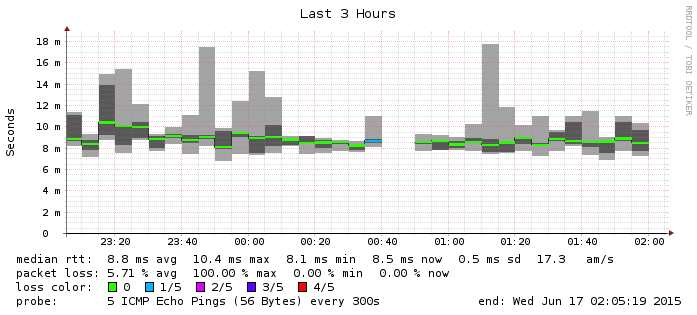 Last 3 Hours
RRDTOOL / TOBI OETIKER
Seconds
18 m
16 m
14 m
12 m
10 m
8 m
6 m
4 m
2 m
0
23:20 23:40 00:00 00:20 00:40 01:00 01:20 01:40 02:00
median rtt: 8.8 ms avg 10.4 ms max 8.1 ms min 8.5 ms now 0.5 ms sd 17.3 am/s
packet loss: 5.71 % avg 100.00 % max 0.00 % min 0.00 % now
loss color: 0 1/5 2/5 3/5 4/5
probe: 5 ICMP Echo Pings (56 Bytes) every 300s end: Wed Jun 17 02:05:19 2015